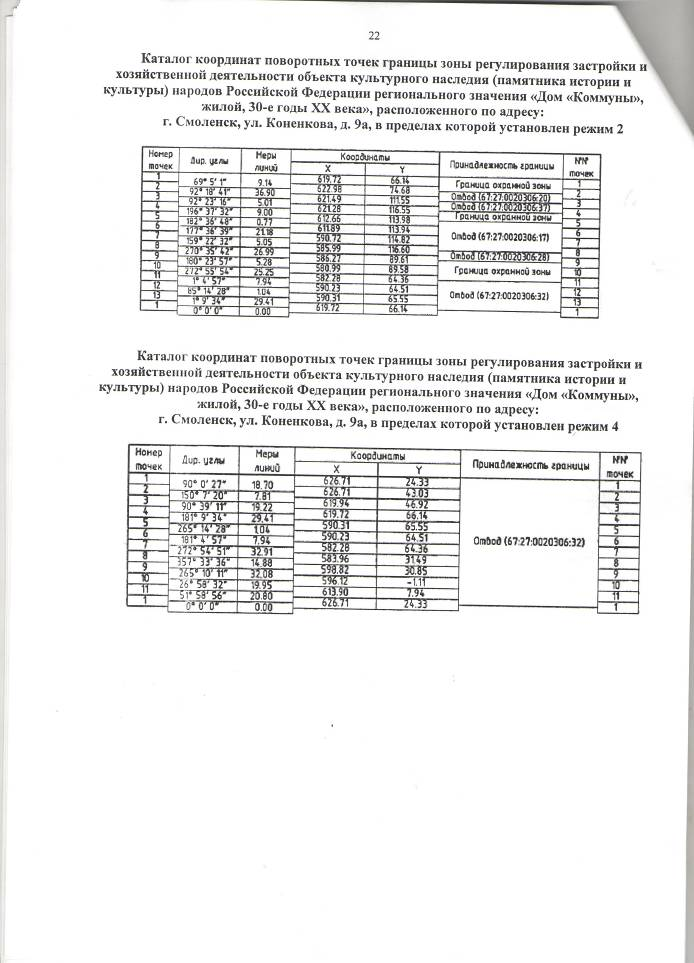 22
Каталог координат поворотных точек границы зоны регулирования застройки и
хозяйственной деятельности объекта культурного наследия (памятника истории и
культуры) народов Российской Федерации регионального значения «Дом «Коммуны»,
жилой, 30-е годы XX века», расположенного по адресу:
г. Смоленск, ул. Коненкова, д. 9а, в пределах которой установлен режим 2
Номер точек Дир. углы Меры линий Координаты X Y Принадлежность границы №№ точек
1 619.72 66.14 1
69° 5' 1" 9.14 Граница охранной зоны
2 622.98 74.68 2
92° 18' 41" 36.90 Отвод (67:27:0020306:20)
3 621.49 111.55 3
92° 23' 16" 5.01 Отвод (67:27:0020306:37)
4 621.28 116.55 4
196° 37' 32" 9.00 Граница охранной зоны
5 612.66 113.98 5
182° 36' 48" 0.77
6 611.89 113.94 6
177° 36' 39" 21.18 Отвод (67:27:0020306:17)
7 590.72 114.82 7
159° 22' 32" 5.05
8 585.99 116.60 8
270° 35' 42" 26.99 Отвод (67:27:0020306:28)
9 586.27 89.61 9
180° 23' 57" 5.28
10 580.99 89.58 10
272° 55' 54" 25.25 Граница охранной зоны
11 582.28 64.36 11
1° 4' 57" 7.94
12 590.23 64.51 12
85° 14' 28" 1.04 Отвод (67:27:0020306:32)
13 590.31 65.55 13
1° 9' 34" 29.41
1 619.72 66.14 1
0° 0' 0" 0.00
Каталог координат поворотных точек границы зоны регулирования застройки и
хозяйственной деятельности объекта культурного наследия (памятника истории и
культуры) народов Российской Федерации регионального значения «Дом «Коммуны»,
жилой, 30-е годы XX века», расположенного по адресу:
г. Смоленск, ул. Коненкова, д. 9а, в пределах которой установлен режим 4
Номер точек Дир. углы Меры линий Координаты X Y Принадлежность границы №№ точек
1 626.71 24.33 1
90° 0' 27" 18.70
2 626.71 43.03 2
150° 7' 20" 7.81
3 619.94 46.92 3
90° 39' 11" 19.22
4 619.72 66.14 4
181° 9' 34" 29.41
5 590.31 65.55 5
265° 14' 28" 1.04
6 590.23 64.51 6
181° 4' 57" 7.94 Отвод (67:27:0020306:32)
7 582.28 64.36 7
272° 54' 51" 32.91
8 583.96 31.49 8
357° 33' 36" 14.88
9 598.82 30.85 9
265° 10' 11" 32.08
10 596.12 -1.11 10
26° 58' 32" 19.95
11 613.90 7.94 11
51° 58' 56" 20.80
1 626.71 24.33 1
0° 0' 0" 0.00